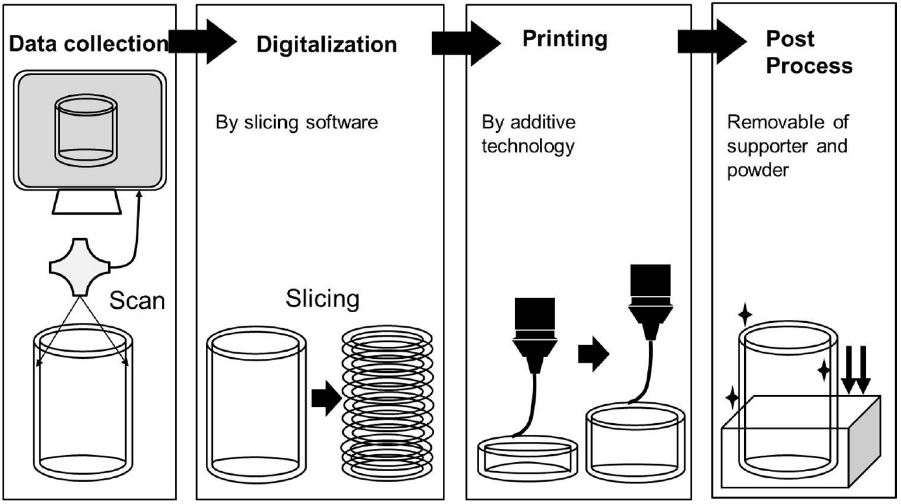 Data collection
Scan
Digitalization
By slicing software
Slicing
Printing
By additive
technology
Post
Process
Removable of
supporter and
powder